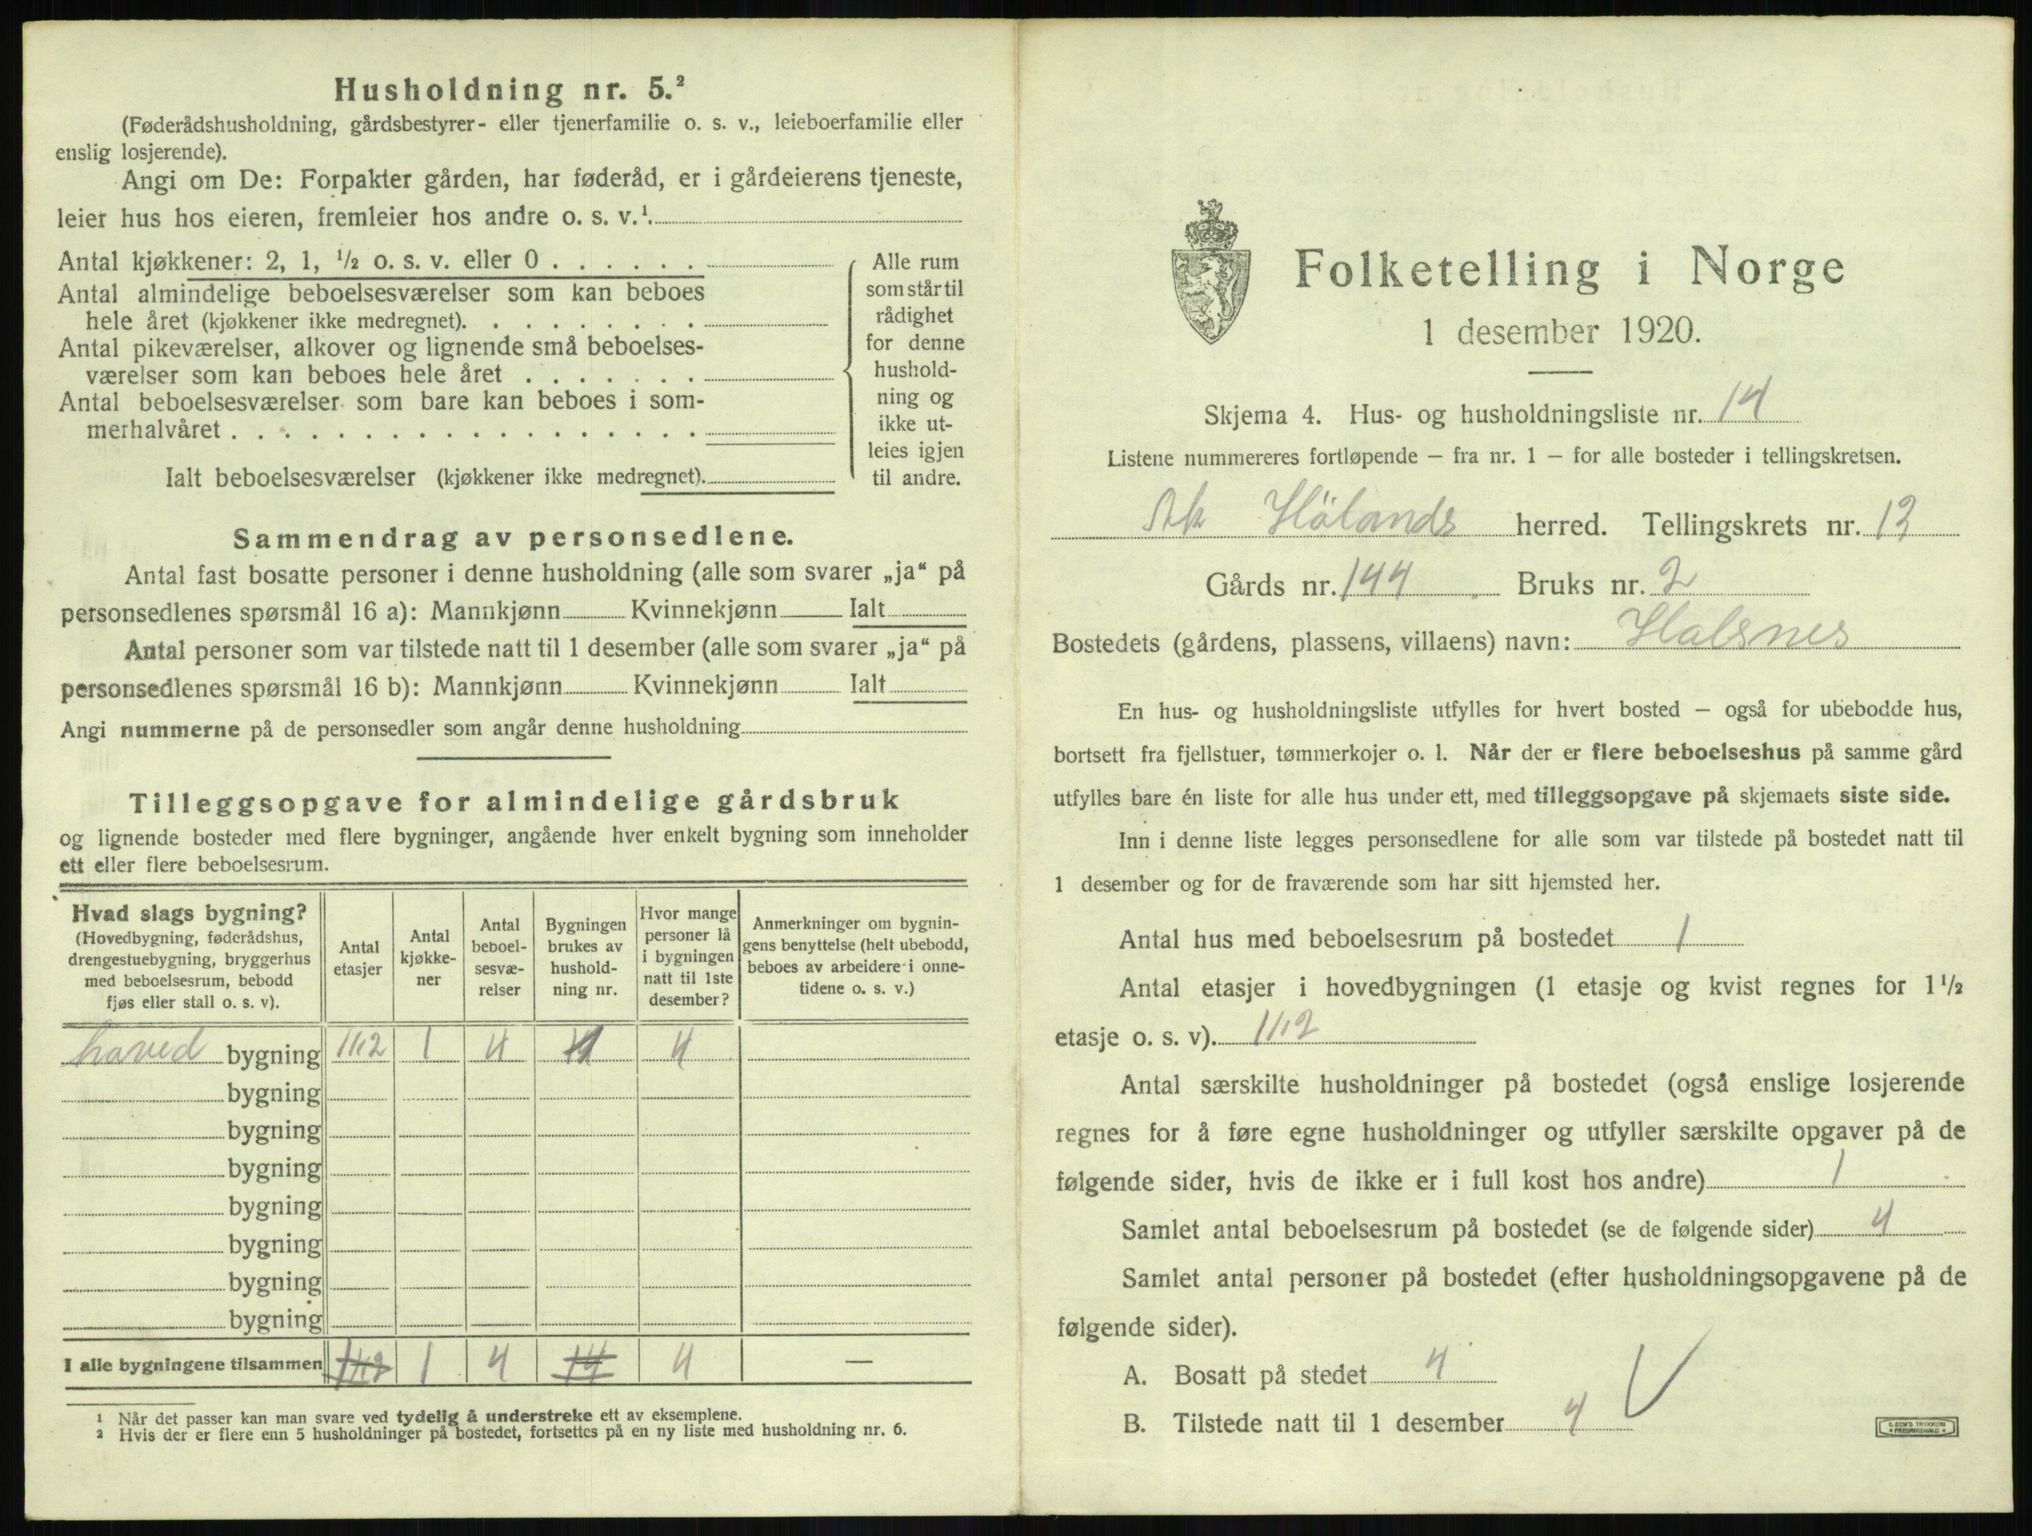 Husholdning nr. 5.²
(Føderådshusholdning, gårdsbestyrer- eller tjenerfamilie o. s. v., leieboerfamilie eller
enslig losjerende).
Angi om De: Forpakter gården, har føderåd, er i gårdeierens tjeneste,
leier hus hos eieren, fremleier hos andre o. s. v.¹.
Antal kjøkkener: 2, 1, ½ o. s. v. eller 0 . . . . . .
Antal almindelige beboelsesværelser som kan beboes
hele året (kjøkkener ikke medregnet). . . . . . . . .
Antal pikeværelser, alkover og lignende små beboelses-
værelser som kan beboes hele året . . . . . . .
Antal beboelsesværelser som bare kan beboes i som-
merhalvåret . . . . . . . . . . . . . . . . . .
Ialt beboelsesværelser (kjøkkener ikke medregnet).
Alle rum
som står til
rådighet
for denne
hushold-
ning og
ikke ut-
leies igjen
til andre.
Sammendrag av personsedlene.
Antal fast bosatte personer i denne husholdning (alle som svarer „ja“ på
personsedlenes spørsmål 16 a): Mannkjønn Kvinnekjønn Ialt
Antal personer som var tilstede natt til 1 desember (alle som svarer „ja“ på
personsedlenes spørsmål 16 b): Mannkjønn Kvinnekjønn Ialt
Angi nummerne på de personsedler som angår denne husholdning
Tilleggsopgave for almindelige gårdsbruk
og lignende bosteder med flere bygninger, angående hver enkelt bygning som inneholder
ett eller flere beboelsesrum.
Hvad slags bygning?
(Hovedbygning, føderådshus,
drengestuebygning, bryggerhus
med beboelsesrum, bebodd
fjøs eller stall o. s. v).
Antal
etasjer
Antal
kjøkke-
ner
Antal
beboel-
sesvæ-
relser
Bygningen
brukes av
hushold-
ning nr.
Hvor mange
personer lå
i bygningen
natt til 1ste
desember?
Anmerkninger om bygnin-
gens benyttelse (helt ubebodd,
beboes av arbeidere i onne-
tidene o. s. v.)
hoved bygning 1 1/2 1 4 4
bygning
bygning
bygning
bygning
bygning
bygning
bygning
I alle bygningene tilsammen 1 1/2 1 4 14 4 —
¹ Når det passer kan man svare ved tydelig å understreke ett av eksemplene.
² Hvis der er flere enn 5 husholdninger på bostedet, fortsettes på en ny liste med husholdning nr. 6.
Folketelling i Norge
1 desember 1920.
Skjema 4. Hus- og husholdningsliste nr. 14
Listene nummereres fortløpende — fra nr. 1 — for alle bosteder i tellingskretsen.
Ak Hölands herred. Tellingskrets nr. 12
Gårds nr. 144 Bruks nr. 2
Bostedets (gårdens, plassens, villaens) navn: Halsnes
En hus- og husholdningsliste utfylles for hvert bosted — også for ubebodde hus,
bortsett fra fjellstuer, tømmerkojer o. l. Når der er flere beboelseshus på samme gård
utfylles bare én liste for alle hus under ett, med tilleggsopgave på skjemaets siste side.
Inn i denne liste legges personsedlene for alle som var tilstede på bostedet natt til
1 desember og for de fraværende som har sitt hjemsted her.
Antal hus med beboelsesrum på bostedet 1
Antal etasjer i hovedbygningen (1 etasje og kvist regnes for 1½
etasje o. s. v). 1 1/2
Antal særskilte husholdninger på bostedet (også enslige losjerende
regnes for å føre egne husholdninger og utfyller særskilte opgaver på de
følgende sider, hvis de ikke er i full kost hos andre) 1
Samlet antal beboelsesrum på bostedet (se de følgende sider) 4
Samlet antal personer på bostedet (efter husholdningsopgavene på de
følgende sider).
A. Bosatt på stedet 4
B. Tilstede natt til 1 desember 4